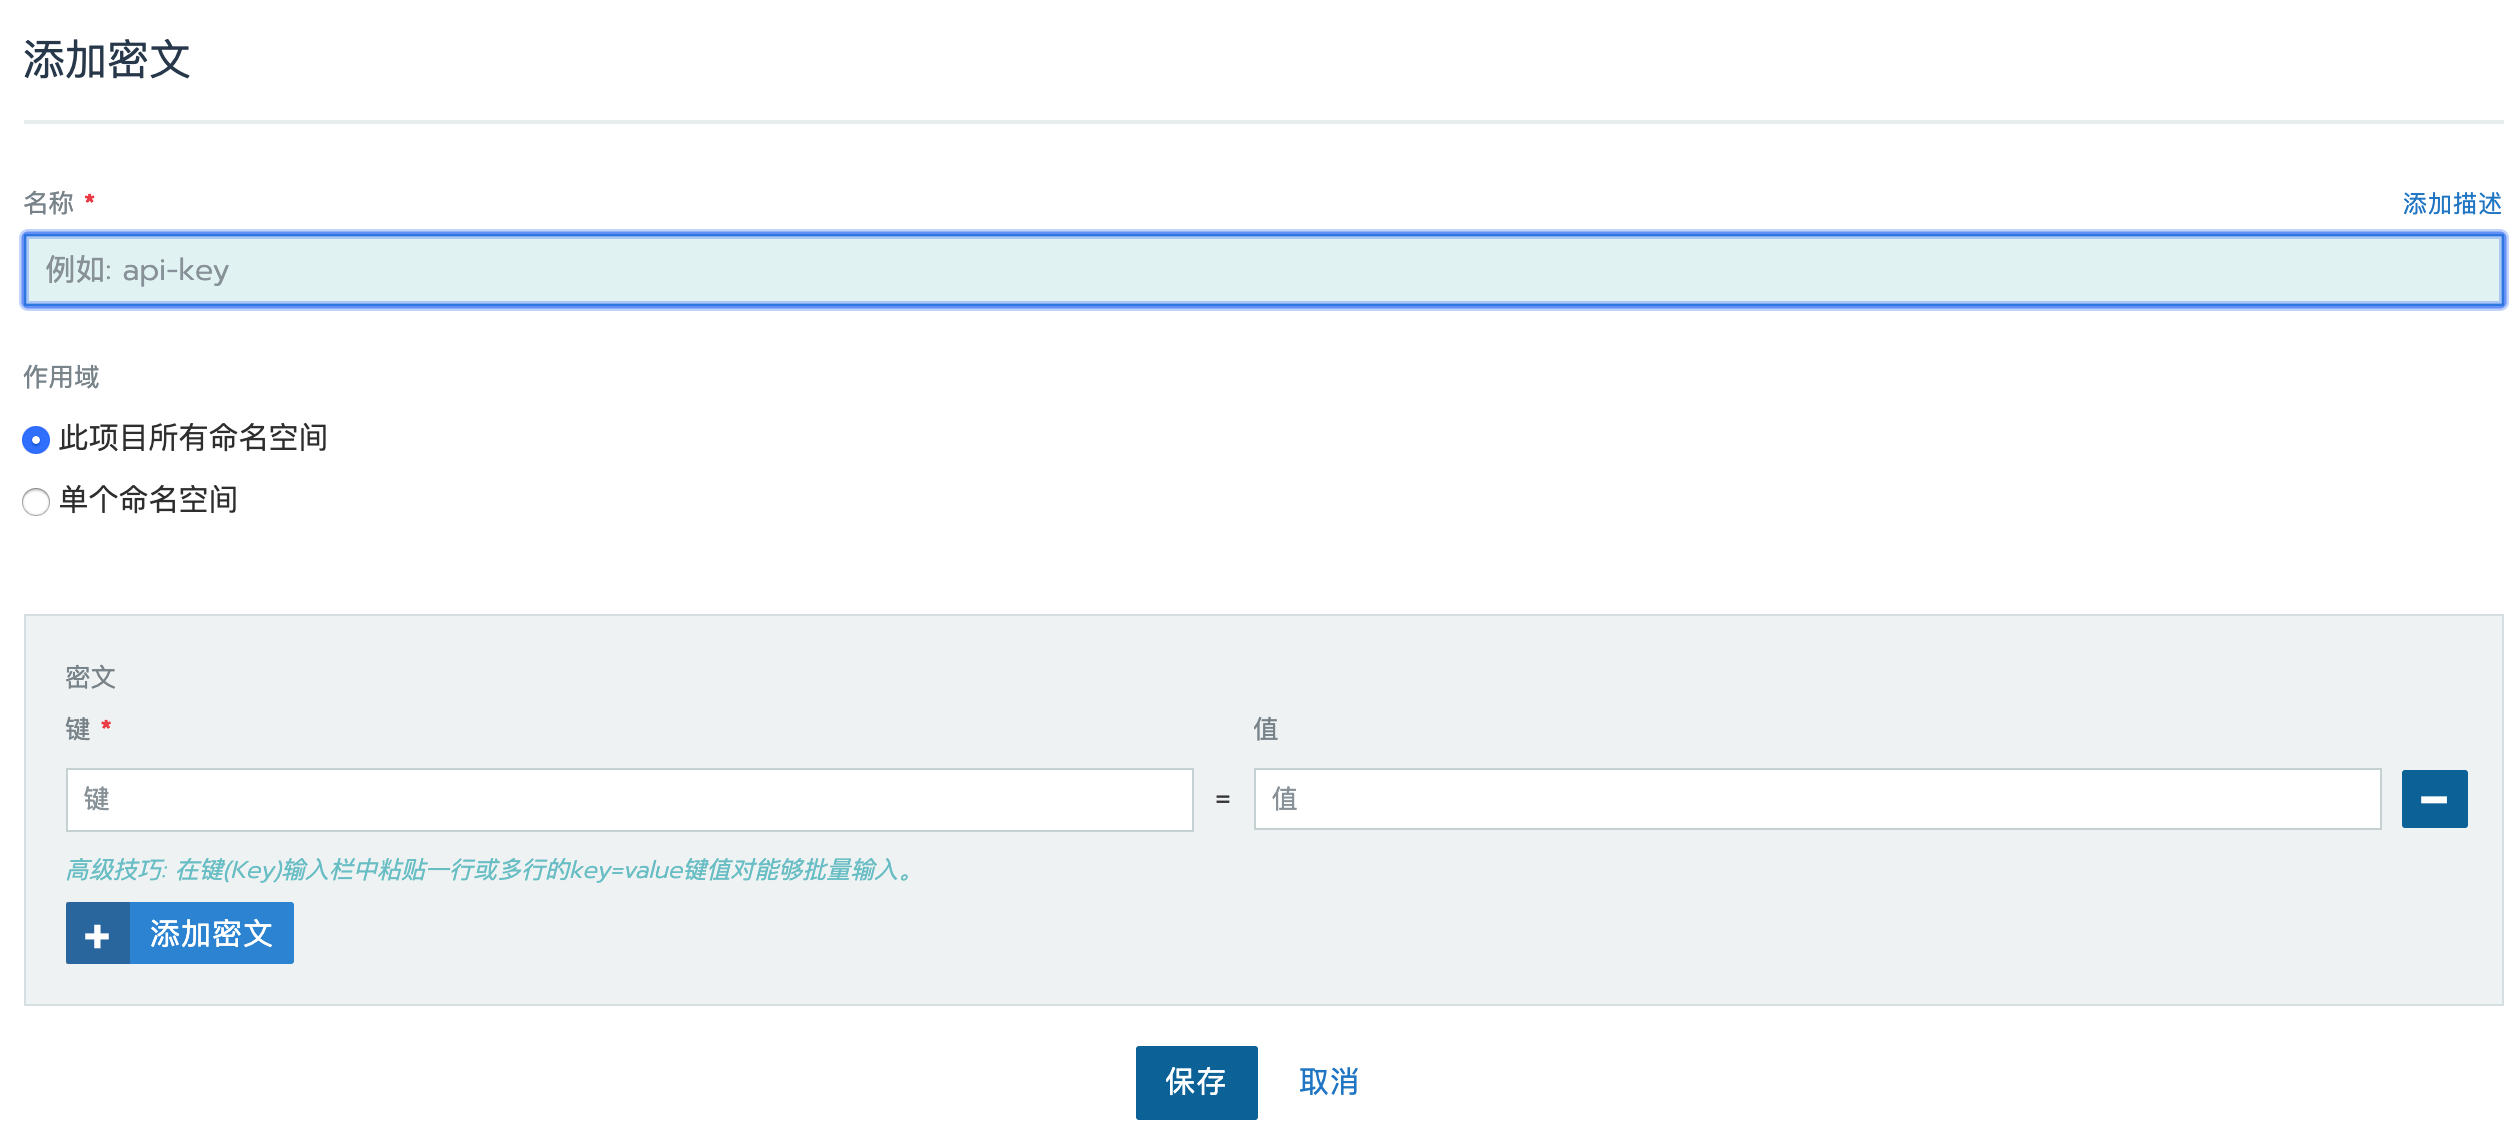 添加密文
名称 *
添加描述
例如: api-key
作用域
此项目所有命名空间
单个命名空间
密文
键 *
值
键
=
值
高级技巧: 在键(Key)输入栏中粘贴一行或多行的key=value键值对能够批量输入。
添加密文
保存
取消